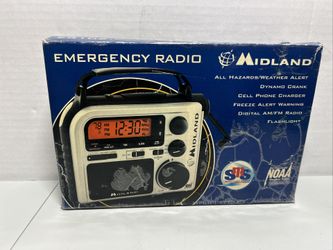 EMERGENCY RADIO
MIDLAND
ALL HAZARDS/WEATHER ALERT
DYNAMO CRANK
CELL PHONE CHARGER
FREEZE ALERT WARNING
DIGITAL AM/FM RADIO
FLASHLIGHT
12:30
MIDLAND
MIDLAND
NOAA